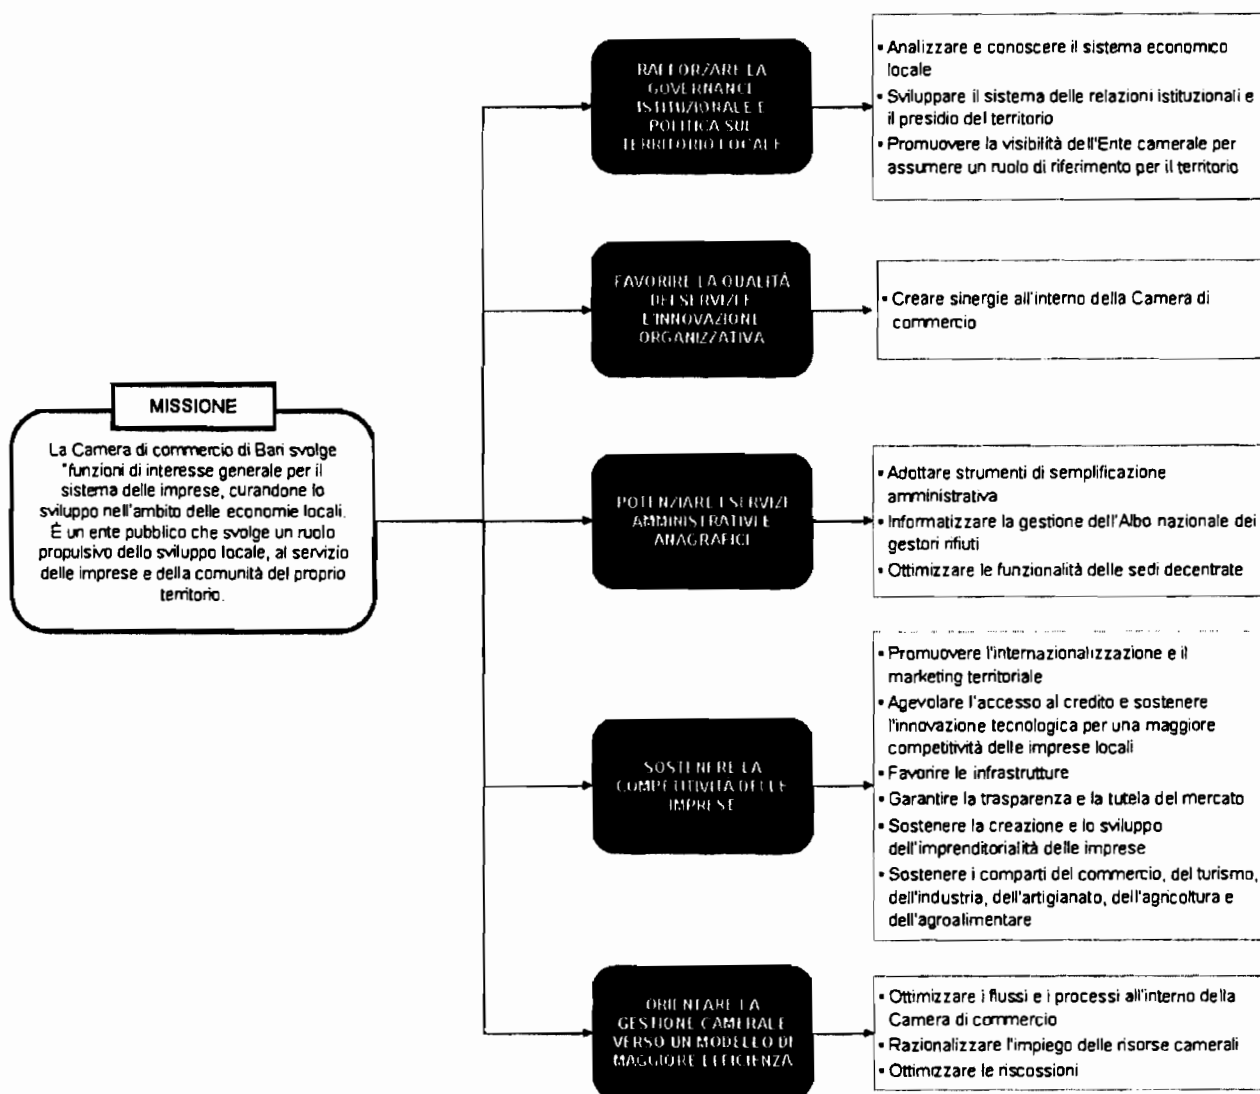 MISSIONE
La Camera di commercio di Bari svolge
"funzioni di interesse generale per il
sistema delle imprese, curandone lo
sviluppo nell'ambito delle economie locali.
È un ente pubblico che svolge un ruolo
propulsivo dello sviluppo locale, al servizio
delle imprese e della comunità del proprio
territorio.
RAFFORZARE LA
GOVERNANCE
ISTITUZIONALE E
POLITICA SUL
TERRITORIO LOCALE
▪ Analizzare e conoscere il sistema economico
locale
▪ Sviluppare il sistema delle relazioni istituzionali e
il presidio del territorio
▪ Promuovere la visibilità dell'Ente camerale per
assumere un ruolo di riferimento per il territorio
FAVORIRE LA QUALITÀ
DEI SERVIZI E
L'INNOVAZIONE
ORGANIZZATIVA
▪ Creare sinergie all'interno della Camera di
commercio
POTENZIARE I SERVIZI
AMMINISTRATIVI E
ANAGRAFICI
▪ Adottare strumenti di semplificazione
amministrativa
▪ Informatizzare la gestione dell'Albo nazionale dei
gestori rifiuti
▪ Ottimizzare le funzionalità delle sedi decentrate
SOSTENERE LA
COMPETITIVITÀ DELLE
IMPRESE
▪ Promuovere l'internazionalizzazione e il
marketing territoriale
▪ Agevolare l'accesso al credito e sostenere
l'innovazione tecnologica per una maggiore
competitività delle imprese locali
▪ Favorire le infrastrutture
▪ Garantire la trasparenza e la tutela del mercato
▪ Sostenere la creazione e lo sviluppo
dell'imprenditorialità delle imprese
▪ Sostenere i comparti del commercio, del turismo,
dell'industria, dell'artigianato, dell'agricoltura e
dell'agroalimentare
ORIENTARE LA
GESTIONE CAMERALE
VERSO UN MODELLO DI
MAGGIORE EFFICIENZA
▪ Ottimizzare i flussi e i processi all'interno della
Camera di commercio
▪ Razionalizzare l'impiego delle risorse camerali
▪ Ottimizzare le riscossioni